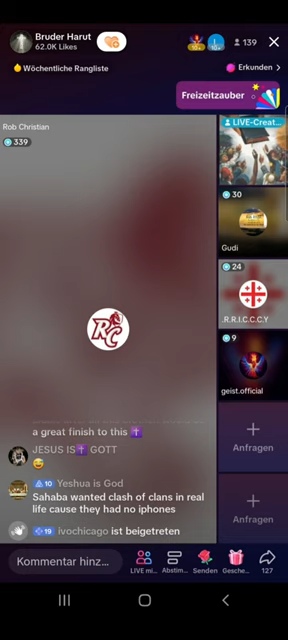 Bruder Harut
62.0K Likes
10+
10+
139
Wöchentliche Rangliste
Erkunden >
Freizeitzauber
Rob Christian
339
LIVE-Creat...
30
Gudi
24
.R.R.I.C.C.C.Y
9
geist.official
RC
a great finish to this ✝️
JESUS IS✝️ GOTT
😅
10 Yeshua is God
Sahaba wanted clash of clans in real
life cause they had no iphones
19 ivochicago ist beigetreten
Anfragen
Anfragen
Kommentar hinz...
LIVE mi...
Abstim...
Senden
Gesche...
127